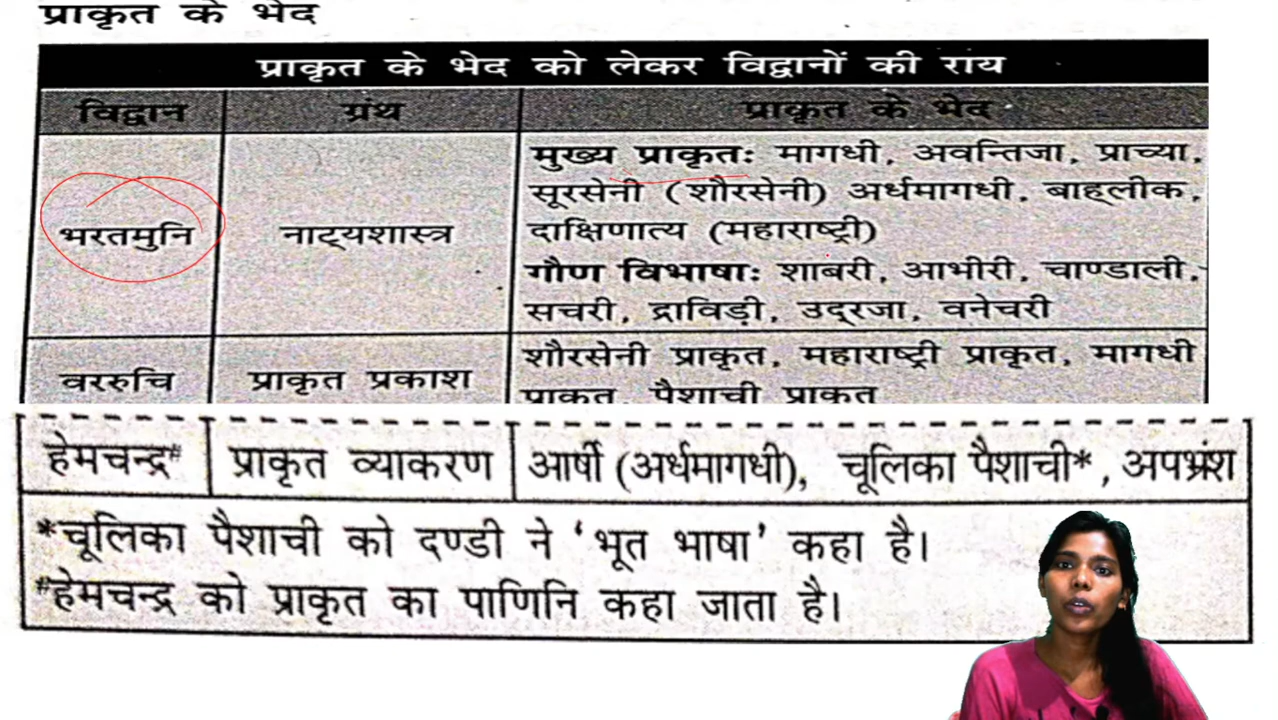 प्राकृत के भेद
प्राकृत के भेद को लेकर विद्वानों की राय
विद्वान ग्रंथ प्राकृत के भेद
मुख्य प्राकृतः मागधी, अवन्तिजा, प्राच्या,
सूरसेनी (शौरसेनी) अर्धमागधी, बाह्लीक,
भरतमुनि नाट्यशास्त्र दाक्षिणात्य (महाराष्ट्री)
गौण विभाषाः शाबरी, आभीरी, चाण्डाली,
सचरी, द्राविड़ी, उद्रजा, वनेचरी
शौरसेनी प्राकृत, महाराष्ट्री प्राकृत, मागधी
वररुचि प्राकृत प्रकाश
प्राकृत, पैशाची प्राकृत
हेमचन्द्र# प्राकृत व्याकरण आर्षी (अर्धमागधी), चूलिका पैशाची*, अपभ्रंश
*चूलिका पैशाची को दण्डी ने ‘भूत भाषा’ कहा है।
#हेमचन्द्र को प्राकृत का पाणिनि कहा जाता है।